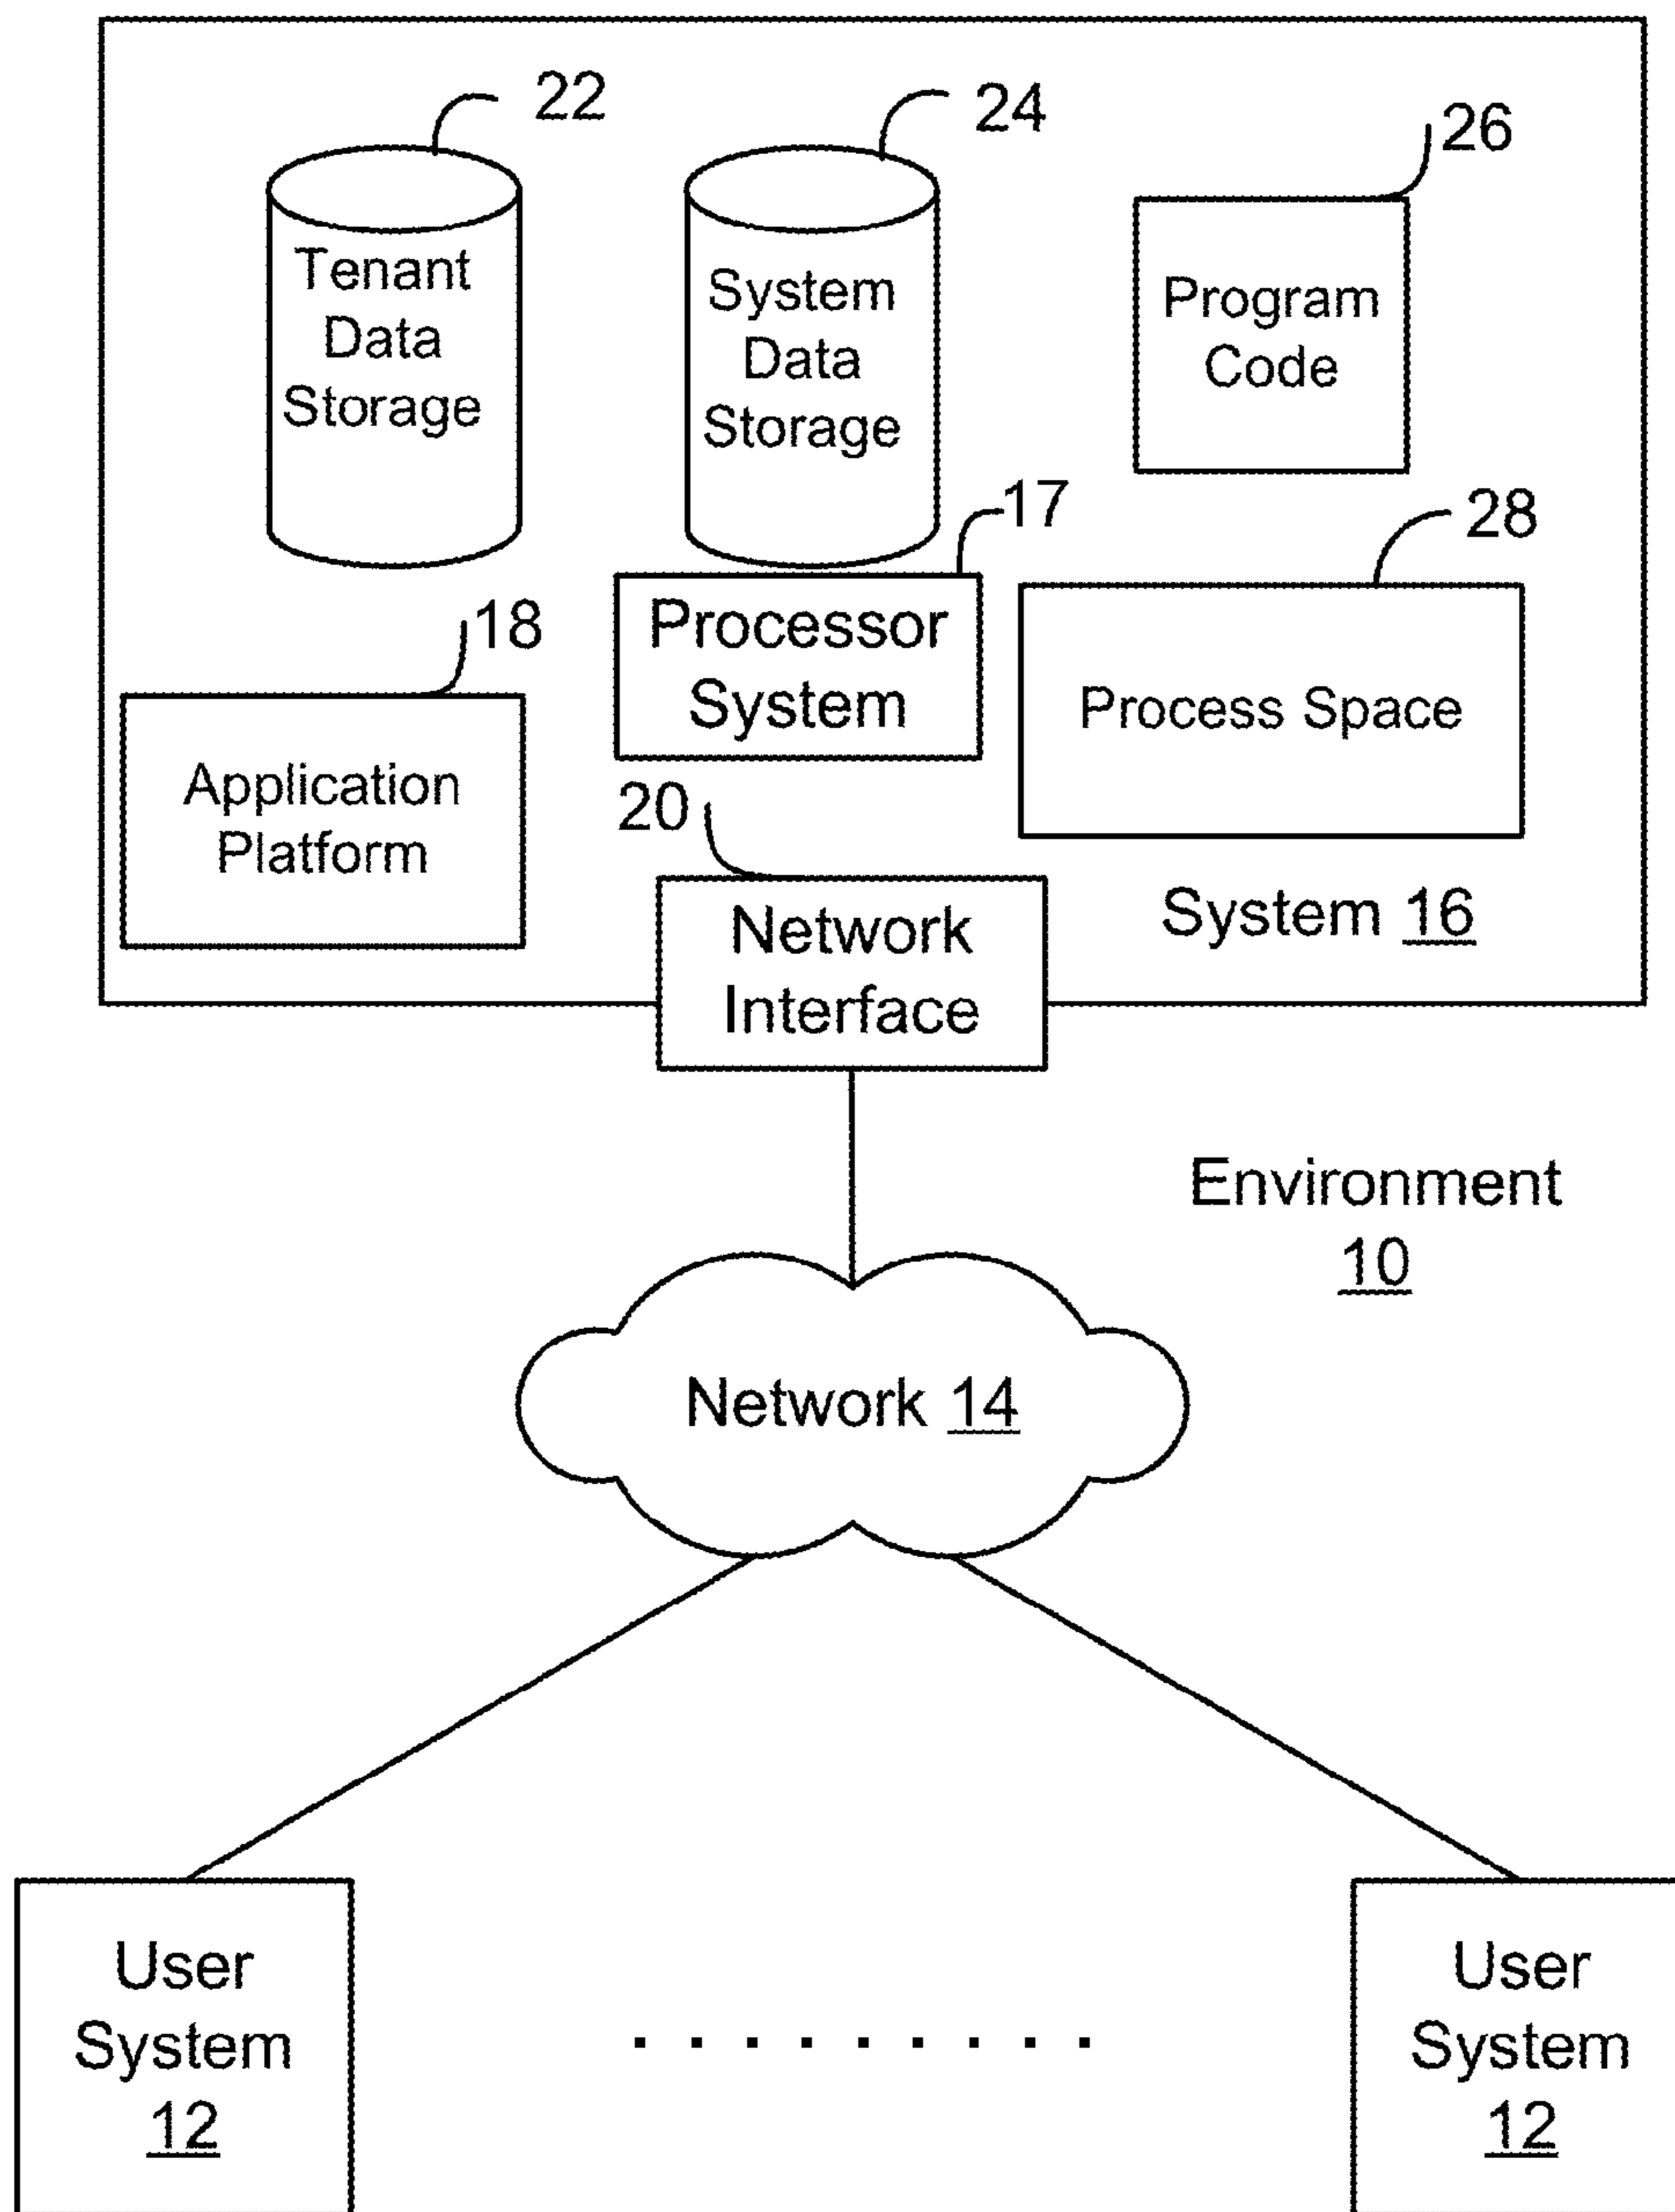 22
24
26
Tenant
Data
Storage
System
Data
Storage
Program
Code
17
28
18
Processor
System
Process Space
Application
Platform
20
Network
Interface
System 16
Environment
10
Network 14
User
System
12
. . . . . . . . .
User
System
12